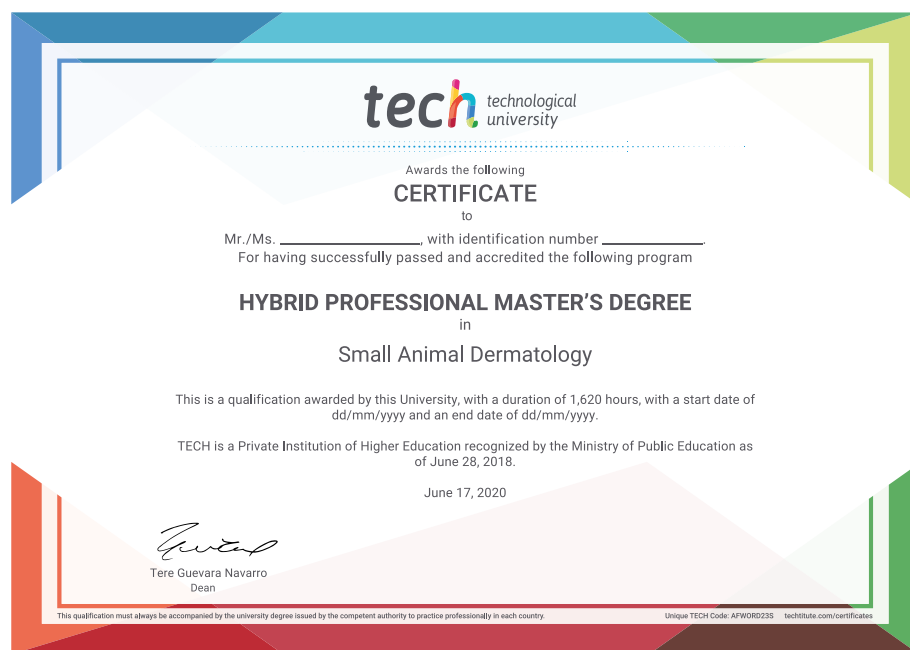 tech technological
university
Awards the following
CERTIFICATE
to
Mr./Ms. ____________________, with identification number ______________.
For having successfully passed and accredited the following program
HYBRID PROFESSIONAL MASTER'S DEGREE
in
Small Animal Dermatology
This is a qualification awarded by this University, with a duration of 1,620 hours, with a start date of
dd/mm/yyyy and an end date of dd/mm/yyyy.
TECH is a Private Institution of Higher Education recognized by the Ministry of Public Education as
of June 28, 2018.
June 17, 2020
Tere Guevara Navarro
Dean
This qualification must always be accompanied by the university degree issued by the competent authority to practice professionally in each country. Unique TECH Code: AFWORD23S techtitute.com/certificates